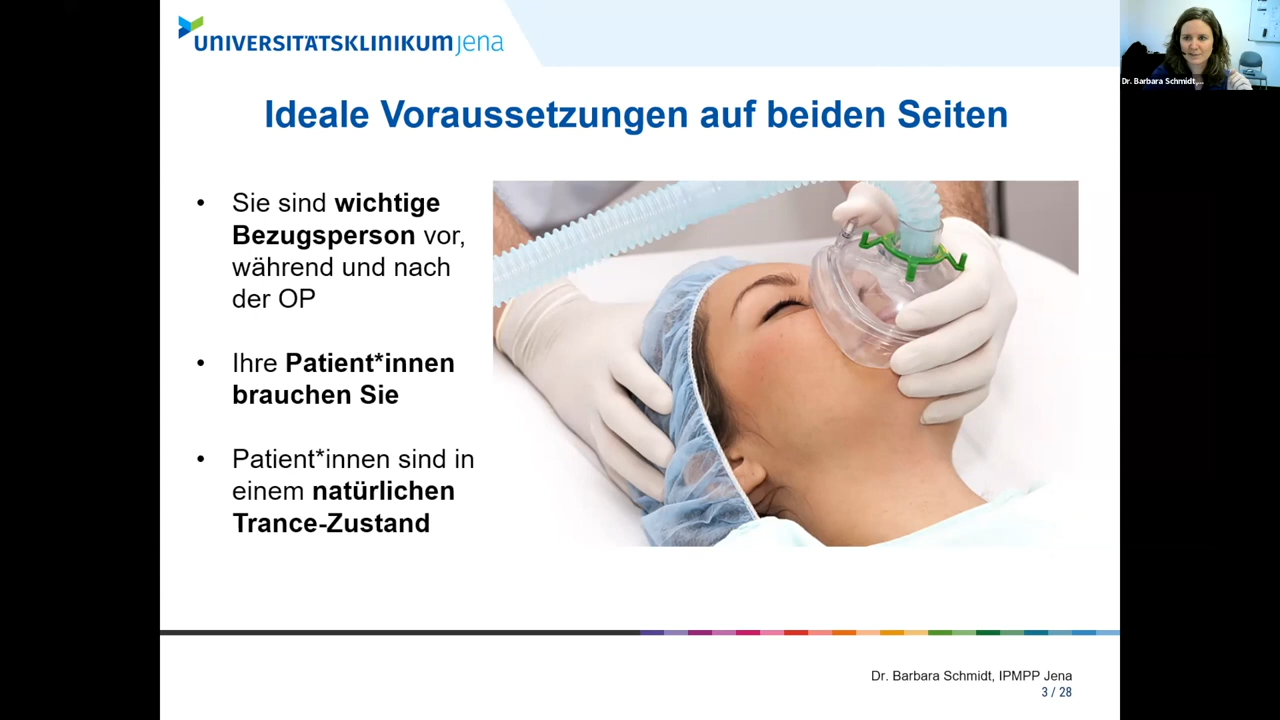 UNIVERSITÄTSKLINIKUM jena
Dr. Barbara Schmidt,...
Ideale Voraussetzungen auf beiden Seiten
• Sie sind wichtige
Bezugsperson vor,
während und nach
der OP
• Ihre Patient*innen
brauchen Sie
• Patient*innen sind in
einem natürlichen
Trance-Zustand
Dr. Barbara Schmidt, IPMPP Jena
3 / 28